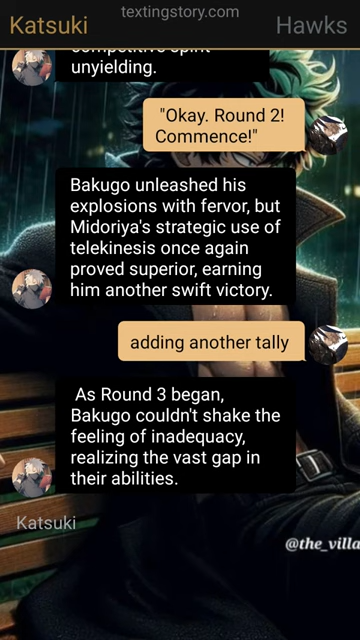 textingstory.com
Katsuki
Hawks
competitive spirit
unyielding.
"Okay. Round 2!
Commence!"
Bakugo unleashed his
explosions with fervor, but
Midoriya's strategic use of
telekinesis once again
proved superior, earning
him another swift victory.
adding another tally
As Round 3 began,
Bakugo couldn't shake the
feeling of inadequacy,
realizing the vast gap in
their abilities.
Katsuki
@the_villa